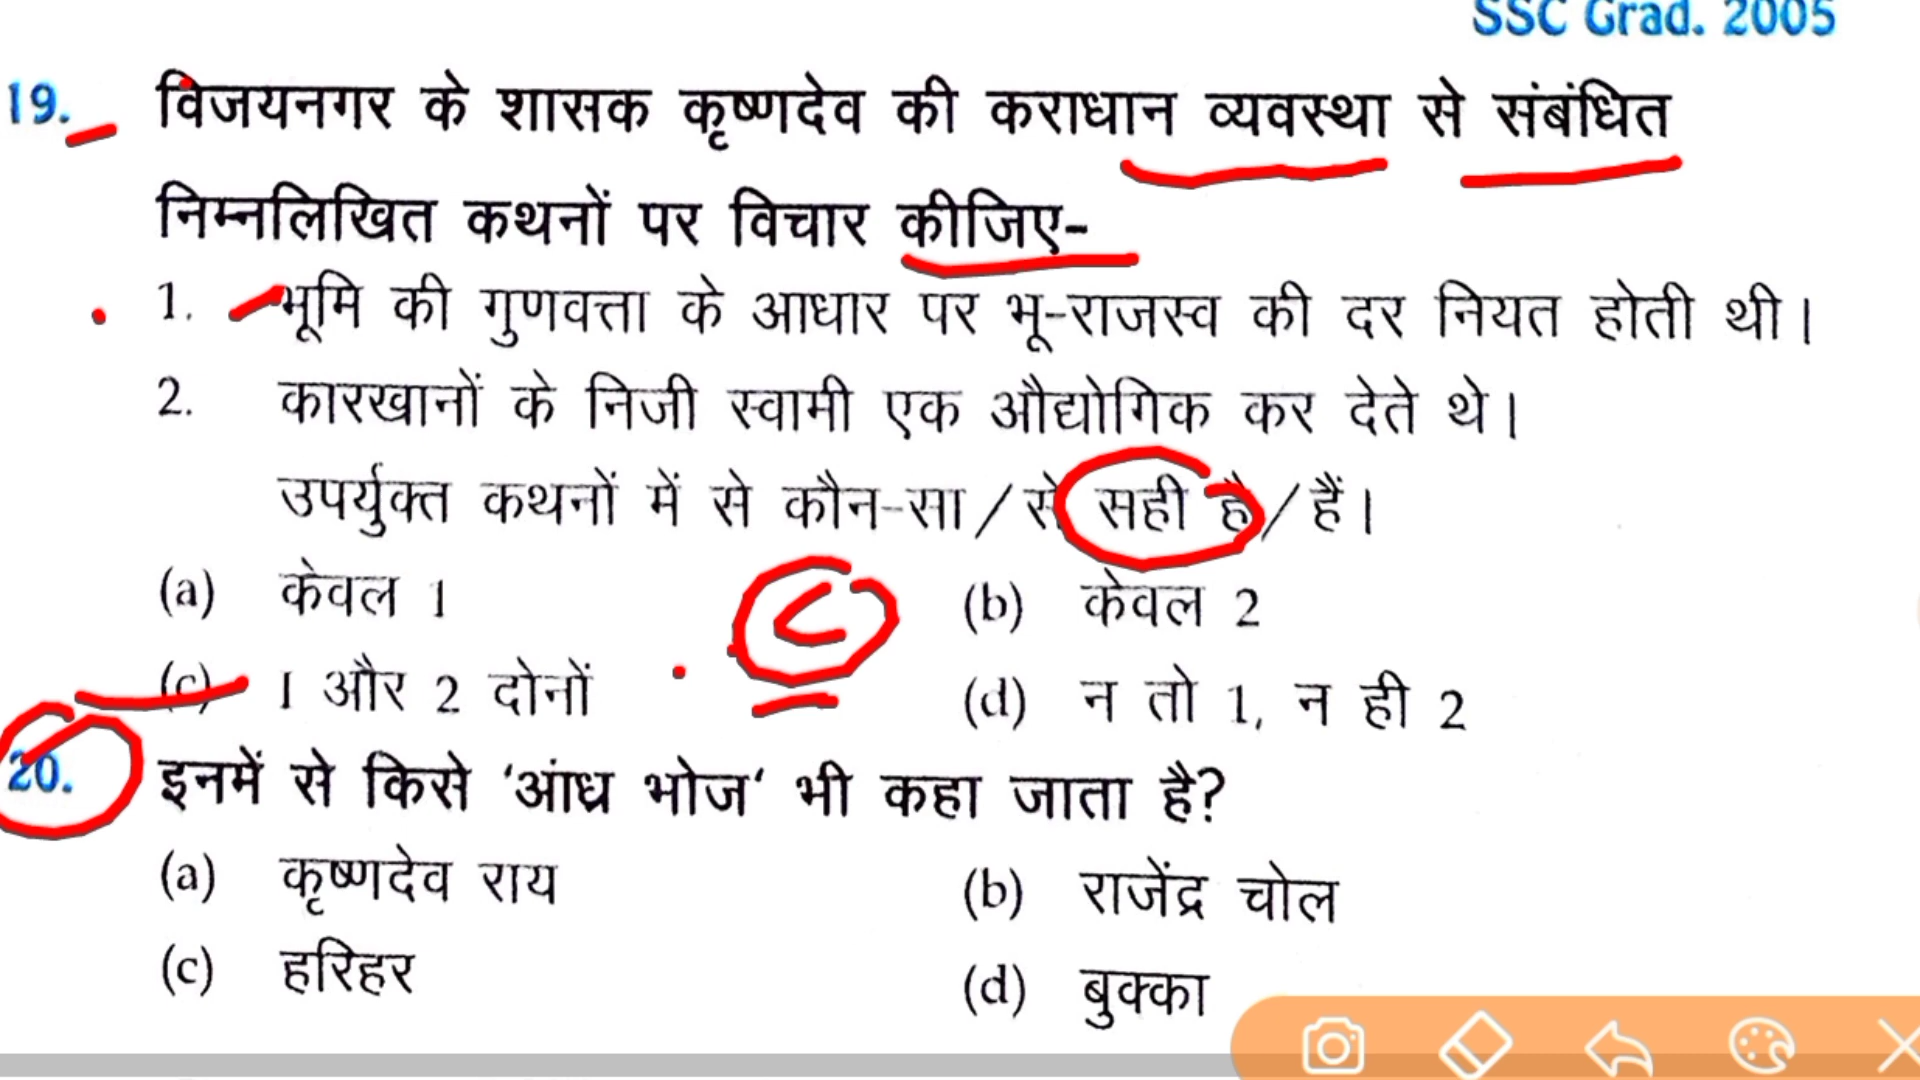 SSC Grad. 2005
19. विजयनगर के शासक कृष्णदेव की कराधान व्यवस्था से संबंधित
निम्नलिखित कथनों पर विचार कीजिए-
1. भूमि की गुणवत्ता के आधार पर भू-राजस्व की दर नियत होती थी।
2. कारखानों के निजी स्वामी एक औद्योगिक कर देते थे।
उपर्युक्त कथनों में से कौन-सा/से सही है/हैं।
(a) केवल 1 (b) केवल 2
C
(c) 1 और 2 दोनों (d) न तो 1, न ही 2
20. इनमें से किसे ‘आंध्र भोज‘ भी कहा जाता है?
(a) कृष्णदेव राय (b) राजेंद्र चोल
(c) हरिहर (d) बुक्का